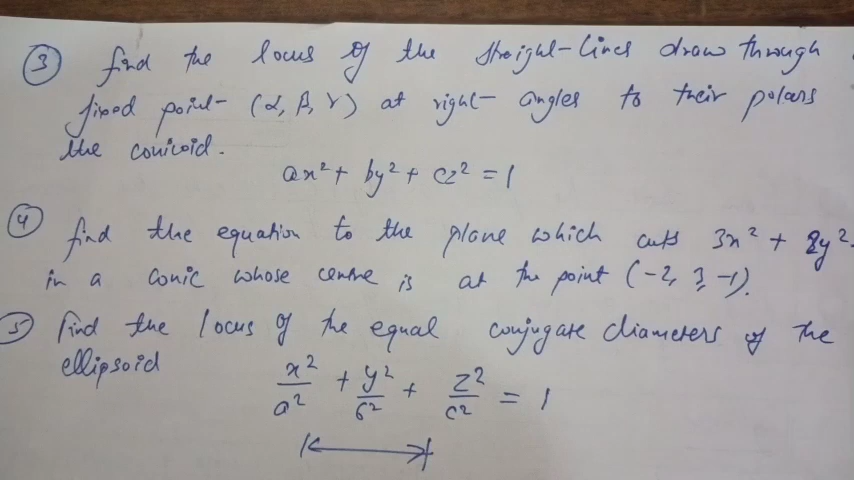 ③ find the locus of the streight-lines draw through
fixed point (α, β, γ) at right angles to their polars
the conicoid.
ax² + by² + cz² = 1
④ find the equation to the plane which cuts 3x² + 2y²
in a conic whose centre is at the point (-2, 3, -1).
5 Find the locus of the equal conjugate diameters of the
ellipsoid
x²/a² + y²/b² + z²/c² = 1